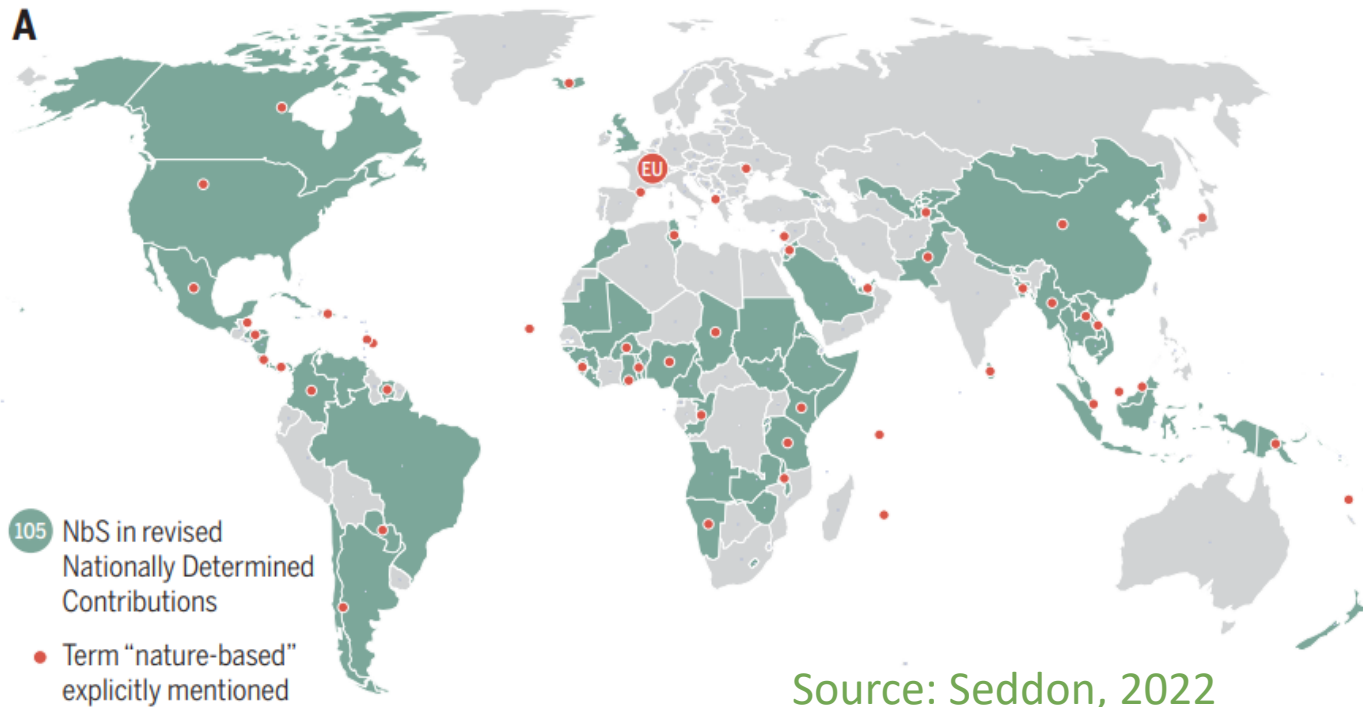 A
EU
105 NbS in revised
Nationally Determined
Contributions
Term “nature-based”
explicitly mentioned
Source: Seddon, 2022